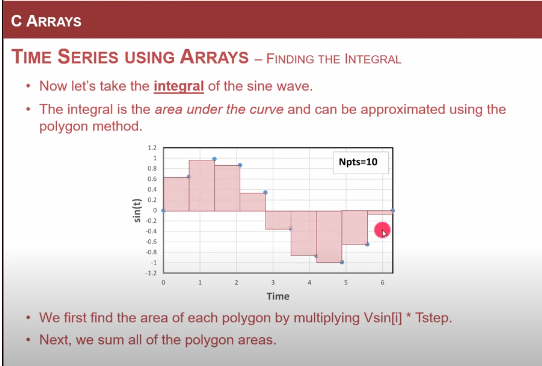 C ARRAYS
TIME SERIES USING ARRAYS – FINDING THE INTEGRAL
• Now let's take the integral of the sine wave.
• The integral is the area under the curve and can be approximated using the
polygon method.
Npts=10
1.2
1
0.8
0.6
0.4
0.2
0
-0.2
-0.4
-0.6
-0.8
-1
-1.2
sin(t)
0 1 2 3 4 5 6
Time
• We first find the area of each polygon by multiplying Vsin[i] * Tstep.
• Next, we sum all of the polygon areas.